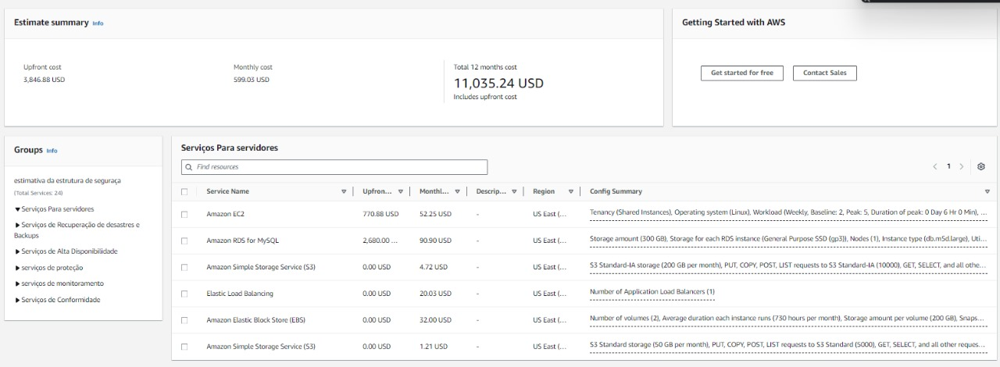 Estimate summary Info
Getting Started with AWS
Upfront cost
3,846.88 USD
Monthly cost
599.03 USD
Total 12 months cost
11,035.24 USD
Includes upfront cost
Get started for free
Contact Sales
Groups Info
estimativa da estrutura de seguraça
(Total Services: 24)
Serviços Para servidores
Serviços de Recuperação de desastres e
Backups
Serviços de Alta Disponibilidade
serviços de proteção
serviços de monitoramento
Serviços de Conformidade
Serviços Para servidores
Find resources
1
Service Name Upfron... Monthl... Descrip... Region Config Summary
Amazon EC2 770.88 USD 52.25 USD - US East (... Tenancy (Shared Instances), Operating system (Linux), Workload (Weekly, Baseline: 2, Peak: 5, Duration of peak: 0 Day 6 Hr 0 Min), ...
Amazon RDS for MySQL 2,680.00 ... 90.90 USD - US East (... Storage amount (300 GB), Storage for each RDS instance (General Purpose SSD (gp3)), Nodes (1), Instance type (db.m5d.large), Uti...
Amazon Simple Storage Service (S3) 0.00 USD 4.72 USD - US East (... S3 Standard-IA storage (200 GB per month), PUT, COPY, POST, LIST requests to S3 Standard-IA (10000), GET, SELECT, and all othe...
Elastic Load Balancing 0.00 USD 20.03 USD - US East (... Number of Application Load Balancers (1)
Amazon Elastic Block Store (EBS) 0.00 USD 32.00 USD - US East (... Number of volumes (2), Average duration each instance runs (730 hours per month), Storage amount per volume (200 GB), Snaps...
Amazon Simple Storage Service (S3) 0.00 USD 1.21 USD - US East (... S3 Standard storage (50 GB per month), PUT, COPY, POST, LIST requests to S3 Standard (5000), GET, SELECT, and all other reques...